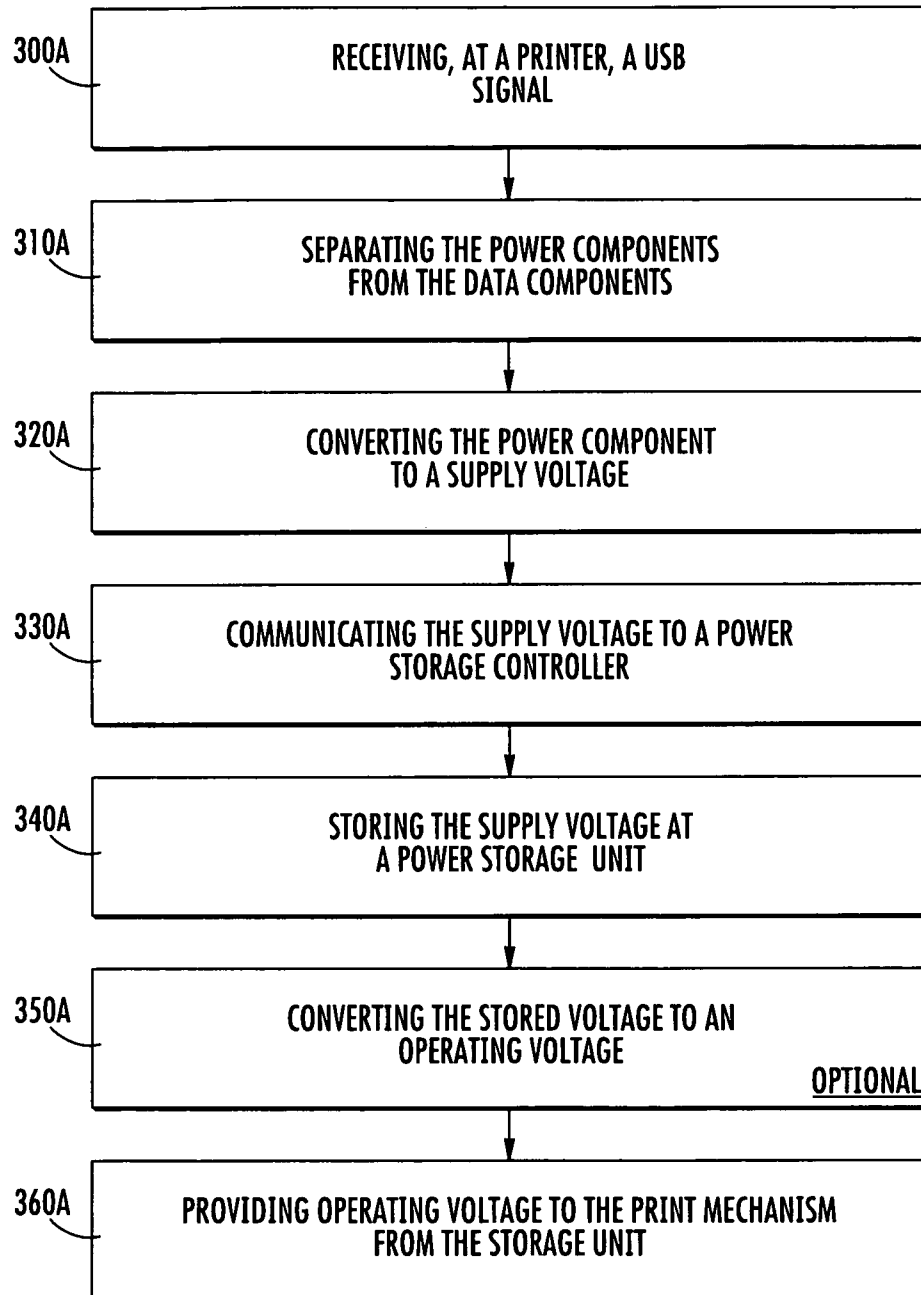 300A
RECEIVING, AT A PRINTER, A USB
SIGNAL
310A
SEPARATING THE POWER COMPONENTS
FROM THE DATA COMPONENTS
320A
CONVERTING THE POWER COMPONENT
TO A SUPPLY VOLTAGE
330A
COMMUNICATING THE SUPPLY VOLTAGE TO A POWER
STORAGE CONTROLLER
340A
STORING THE SUPPLY VOLTAGE AT
A POWER STORAGE UNIT
350A
CONVERTING THE STORED VOLTAGE TO AN
OPERATING VOLTAGE
OPTIONAL
360A
PROVIDING OPERATING VOLTAGE TO THE PRINT MECHANISM
FROM THE STORAGE UNIT